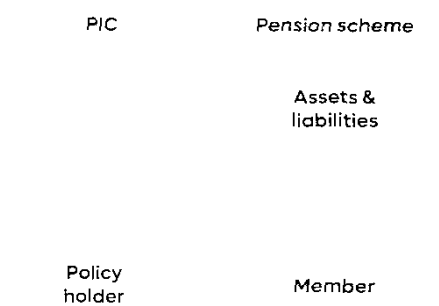 PIC
Pension scheme
Assets &
liabilities
Policy
holder
Member